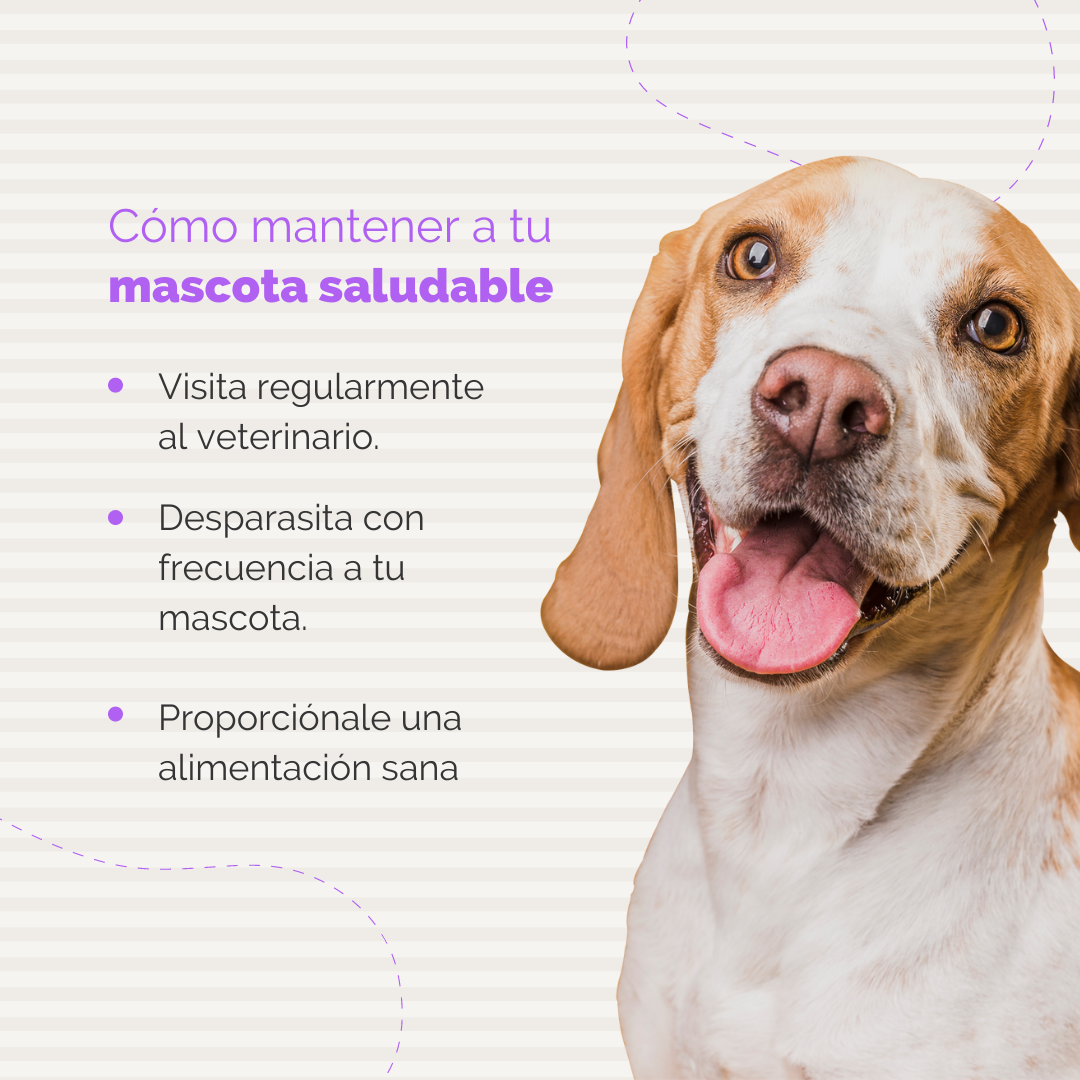 Cómo mantener a tu
mascota saludable
Visita regularmente
al veterinario.
Desparasita con
frecuencia a tu
mascota.
Proporciónale una
alimentación sana